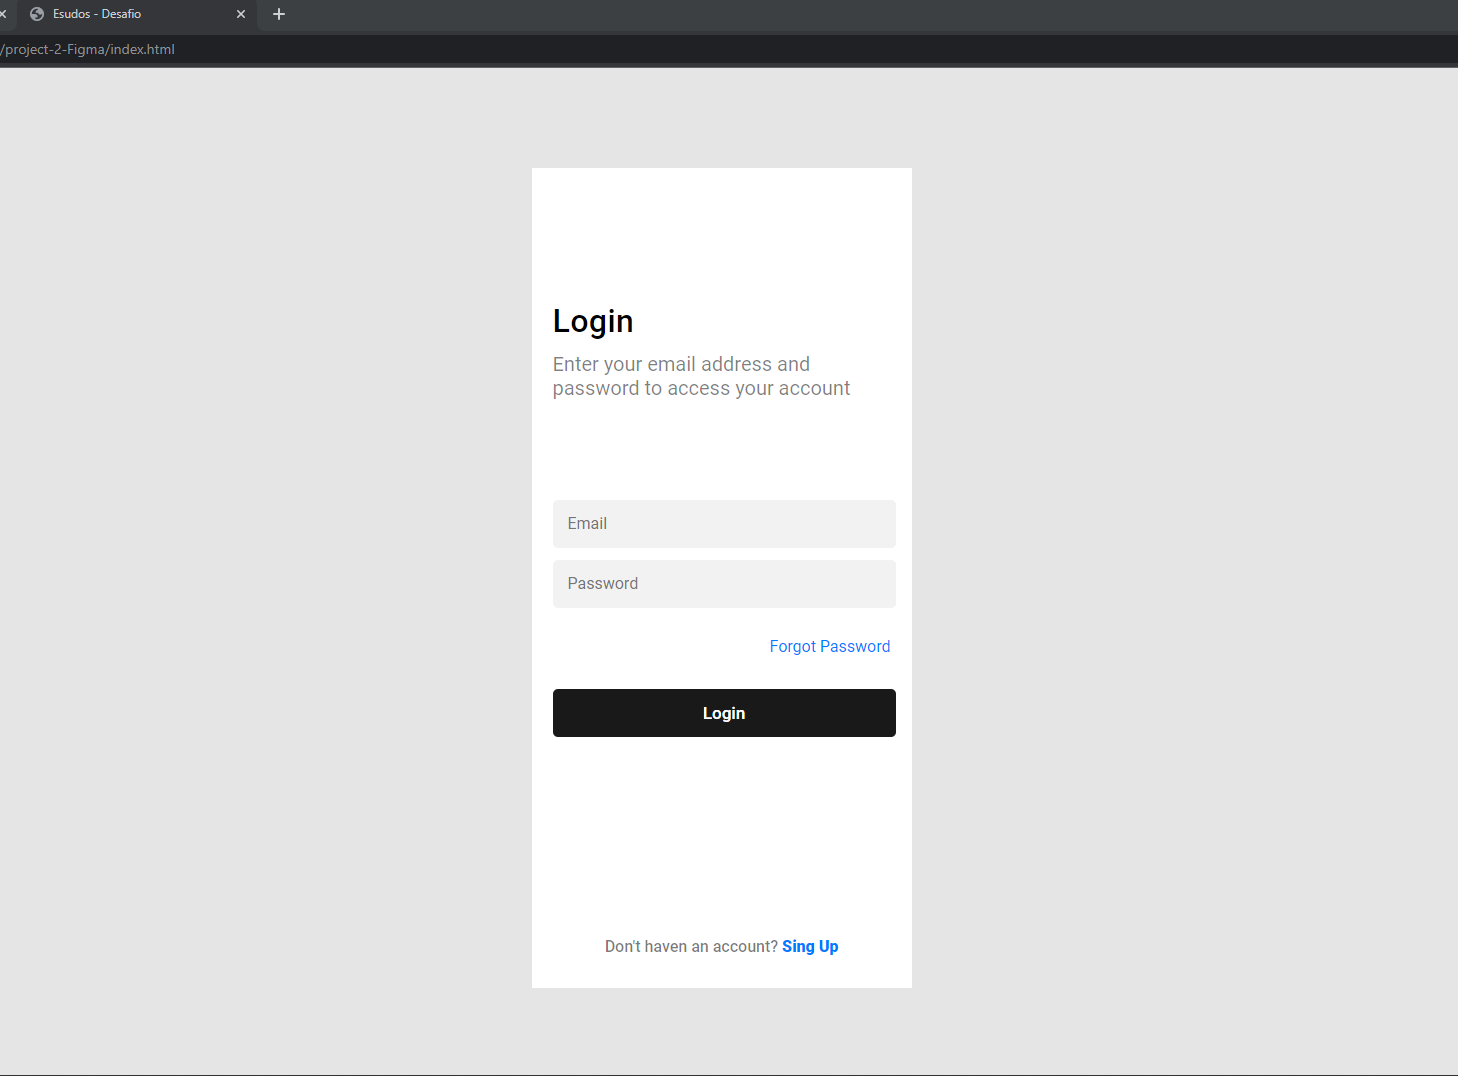 Esudos - Desafio
/project-2-Figma/index.html
Login
Enter your email address and
password to access your account
Email
Password
Forgot Password
Login
Don't haven an account? Sing Up